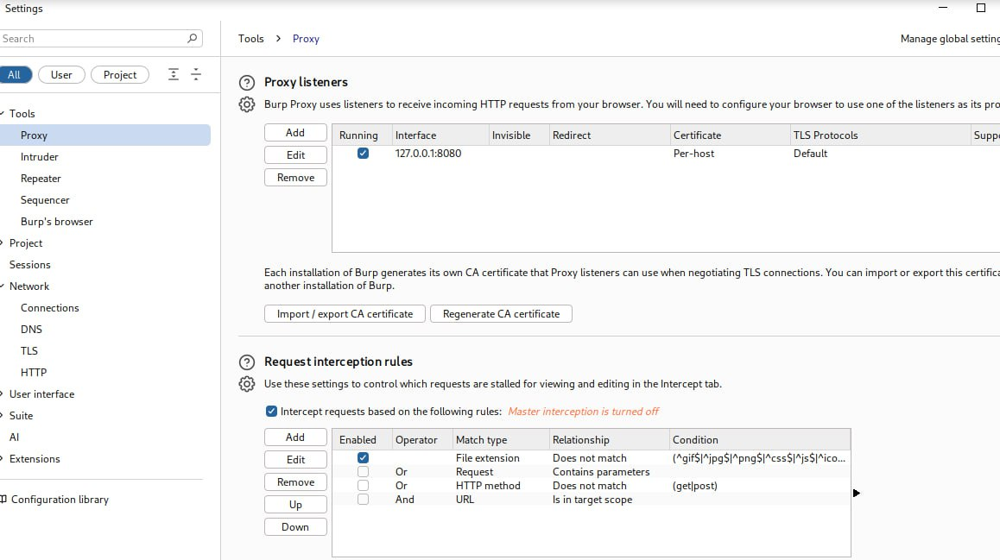 Settings
Search
Tools > Proxy
Manage global setting
All User Project
Tools
Proxy
Intruder
Repeater
Sequencer
Burp's browser
Project
Sessions
Network
Connections
DNS
TLS
HTTP
User interface
Suite
AI
Extensions
Configuration library
Proxy listeners
Burp Proxy uses listeners to receive incoming HTTP requests from your browser. You will need to configure your browser to use one of the listeners as its pro
Add
Edit
Remove
Running Interface Invisible Redirect Certificate TLS Protocols Suppo
127.0.0.1:8080 Per-host Default
Each installation of Burp generates its own CA certificate that Proxy listeners can use when negotiating TLS connections. You can import or export this certifica
another installation of Burp.
Import / export CA certificate Regenerate CA certificate
Request interception rules
Use these settings to control which requests are stalled for viewing and editing in the Intercept tab.
Intercept requests based on the following rules: Master interception is turned off
Add
Edit
Remove
Up
Down
Enabled Operator Match type Relationship Condition
File extension Does not match (^gif$|^jpg$|^png$|^css$|^js$|^ico...
Or Request Contains parameters
Or HTTP method Does not match (get|post)
And URL Is in target scope